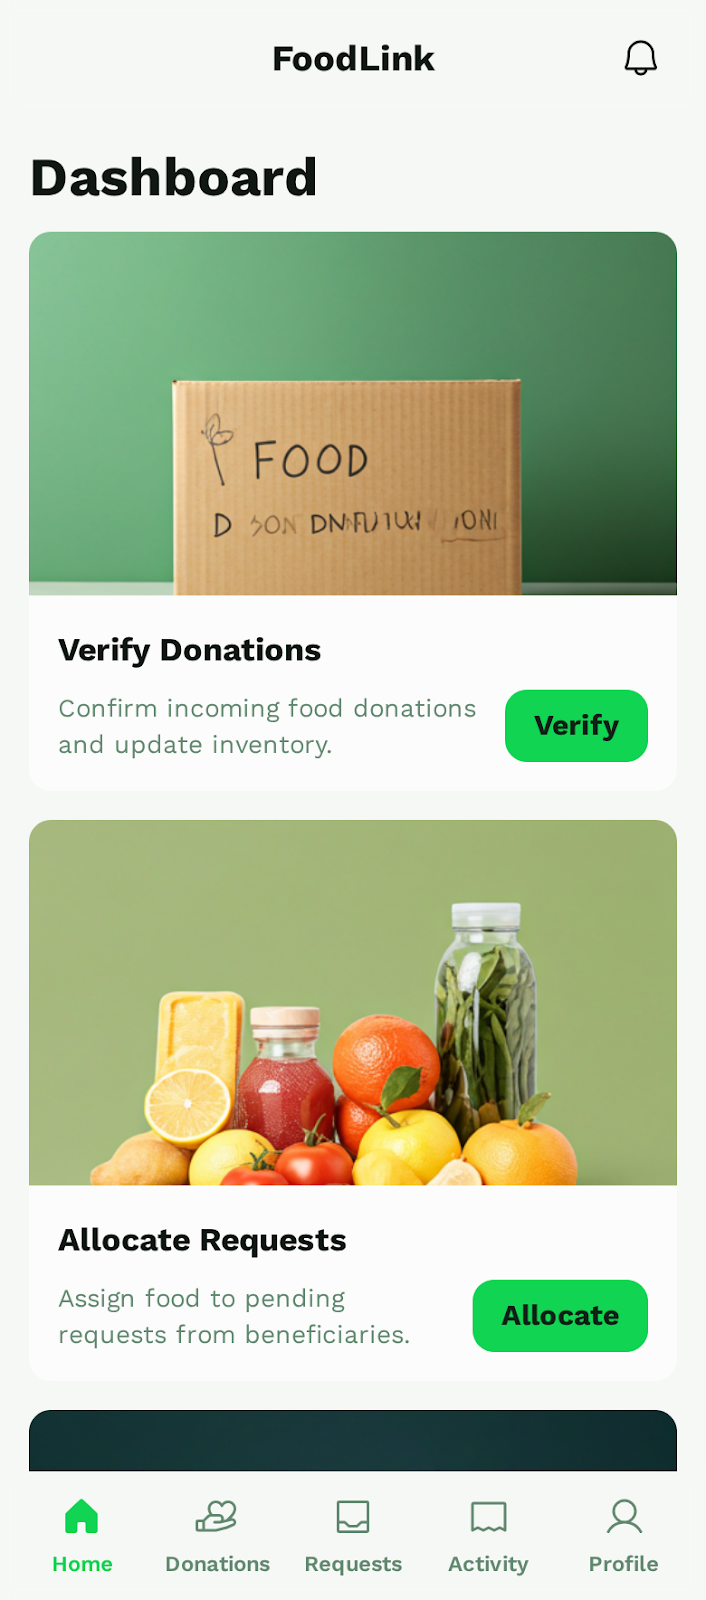 FoodLink
Dashboard
FOOD
D
Verify Donations
Confirm incoming food donations
and update inventory.
Verify
Allocate Requests
Assign food to pending
requests from beneficiaries.
Allocate
Home Donations Requests Activity Profile